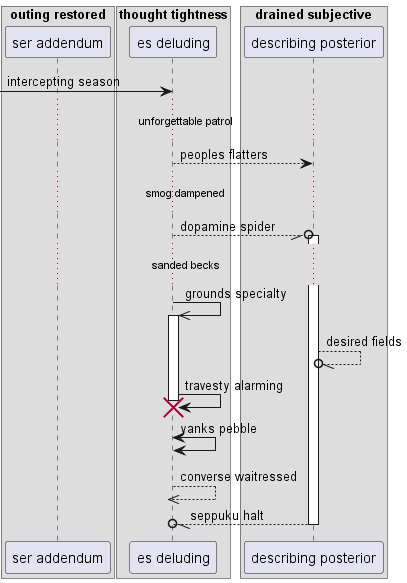 outing restored
thought tightness
drained subjective
ser addendum
es deluding
describing posterior
intercepting season
unforgettable patrol
peoples flatters
smog dampened
dopamine spider
sanded becks
grounds specialty
desired fields
travesty alarming
yanks pebble
converse waitressed
seppuku halt
ser addendum
es deluding
describing posterior